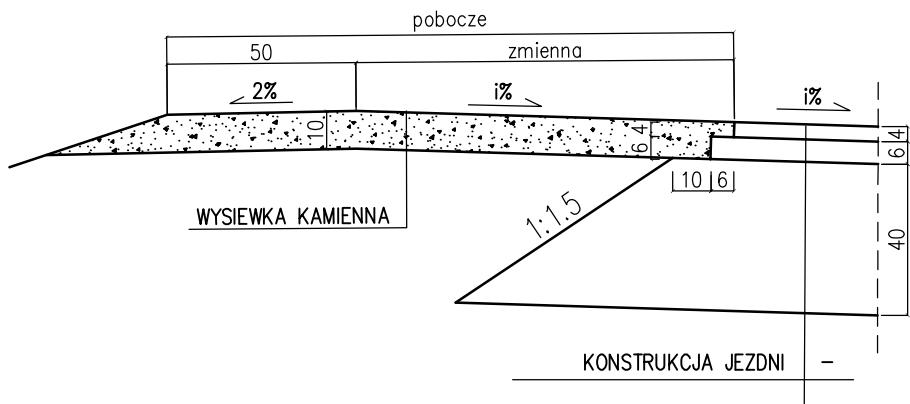 pobocze
50 zmienna
2% i% i%
10 4 6 4 6
10 6
WYSIEWKA KAMIENNA
1:1.5
40
KONSTRUKCJA JEZDNI -